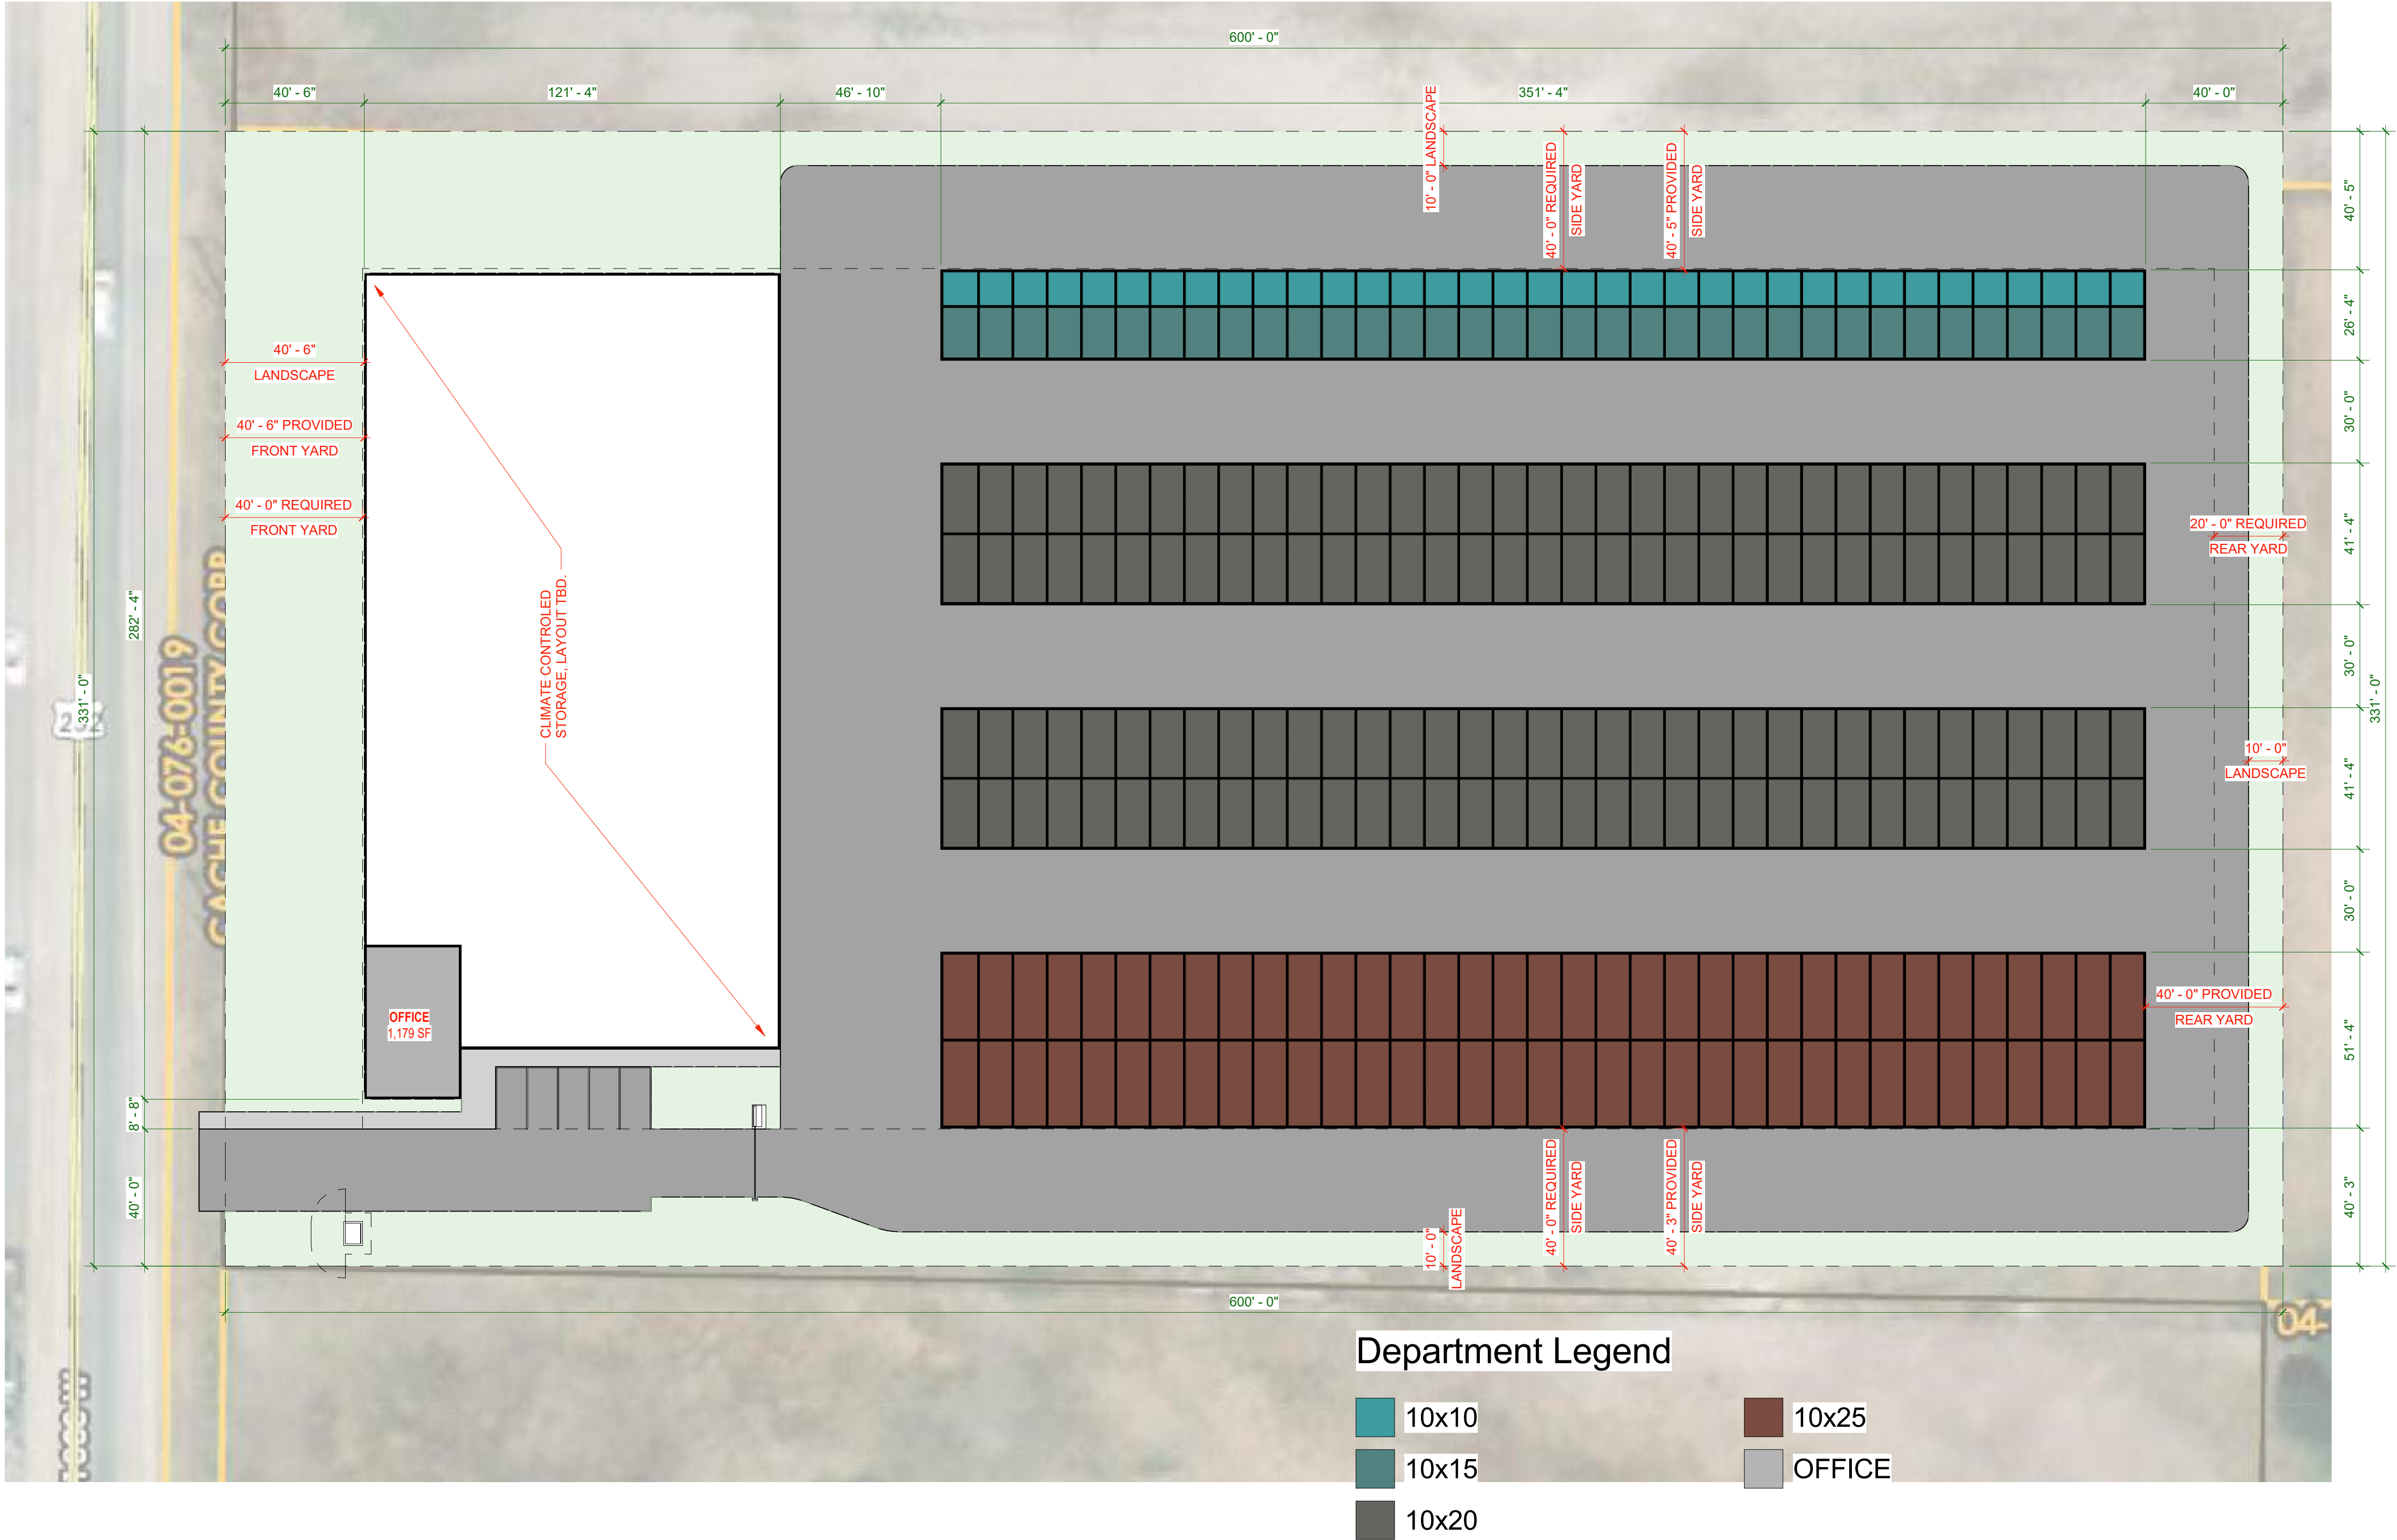 600' - 0"
40' - 6"
121' - 4"
46' - 10"
351' - 4"
40' - 0"
10' - 0" LANDSCAPE
40' - 0" REQUIRED
SIDE YARD
40' - 5" PROVIDED
SIDE YARD
40' - 5"
26' - 4"
30' - 0"
41' - 4"
30' - 0"
331' - 0"
41' - 4"
30' - 0"
51' - 4"
40' - 3"
40' - 6"
LANDSCAPE
40' - 6" PROVIDED
FRONT YARD
40' - 0" REQUIRED
FRONT YARD
282' - 4"
331' - 0"
8' - 8"
40' - 0"
04-076-0019
CACHE COUNTY CORP
CLIMATE CONTROLED
STORAGE, LAYOUT TBD.
20' - 0" REQUIRED
REAR YARD
10' - 0"
LANDSCAPE
40' - 0" PROVIDED
REAR YARD
OFFICE
1,179 SF
40' - 0" REQUIRED
SIDE YARD
40' - 3" PROVIDED
SIDE YARD
10' - 0"
LANDSCAPE
600' - 0"
04-
Department Legend
10x10
10x15
10x20
10x25
OFFICE